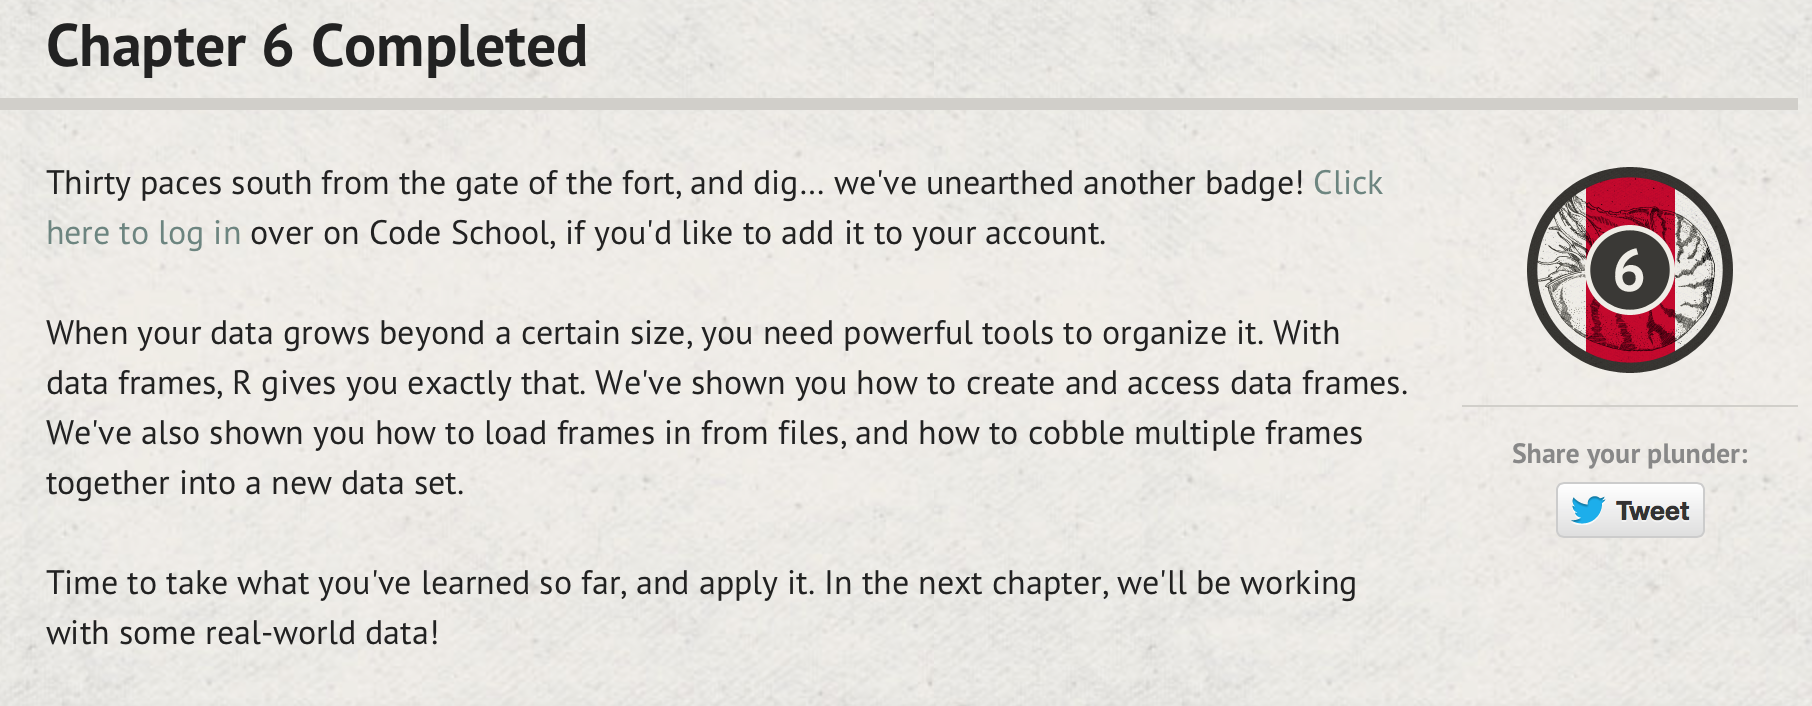 Chapter 6 Completed
Thirty paces south from the gate of the fort, and dig... we've unearthed another badge! Click
here to log in over on Code School, if you'd like to add it to your account.
When your data grows beyond a certain size, you need powerful tools to organize it. With
data frames, R gives you exactly that. We've shown you how to create and access data frames.
We've also shown you how to load frames in from files, and how to cobble multiple frames
together into a new data set.
Time to take what you've learned so far, and apply it. In the next chapter, we'll be working
with some real-world data!
6
Share your plunder:
Tweet